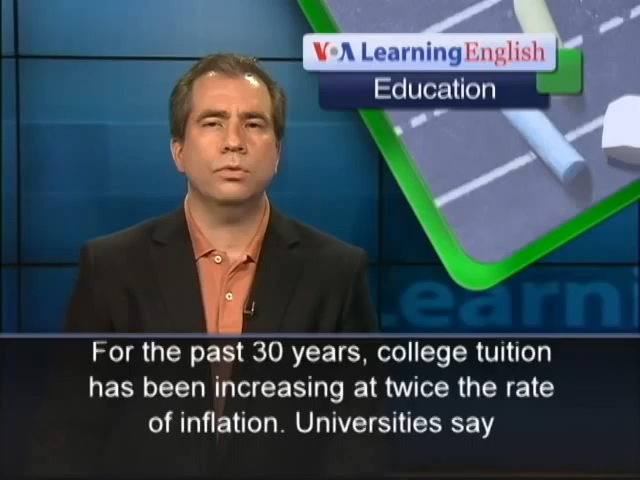 VOA LearningEnglish
Education
Learni
For the past 30 years, college tuition
has been increasing at twice the rate
of inflation. Universities say